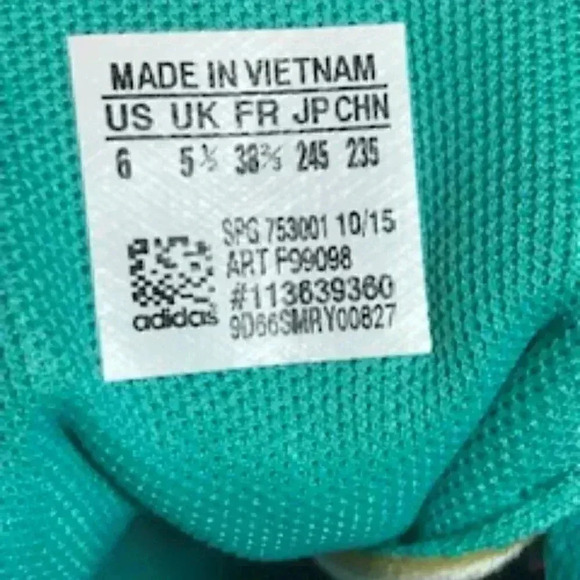 MADE IN VIETNAM
US UK FR JP CHN
6 5½ 38⅔ 245 235
SPG 753001 10/15
ART F99098
#113639360
adidas
9D66SMRY00827